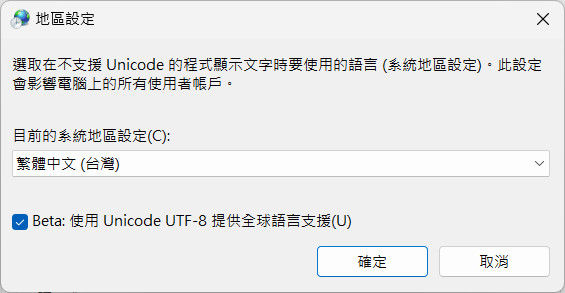 地區設定
選取在不支援 Unicode 的程式顯示文字時要使用的語言 (系統地區設定)。此設定
會影響電腦上的所有使用者帳戶。
目前的系統地區設定(C):
繁體中文 (台灣)
Beta: 使用 Unicode UTF-8 提供全球語言支援(U)
確定
取消